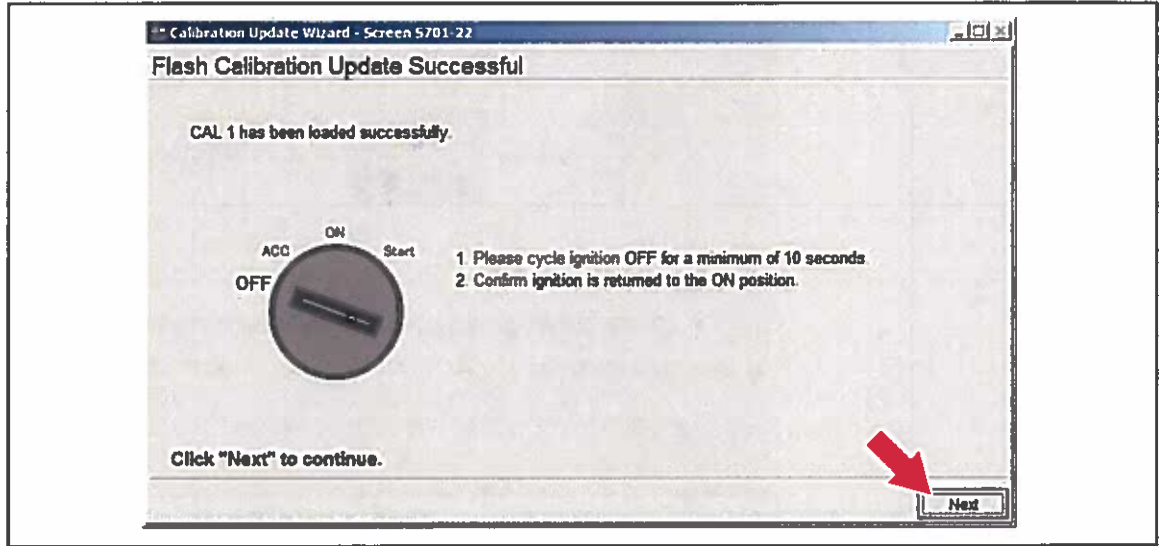 Calibration Update Wizard - Screen S701-22
Flash Calibration Update Successful
CAL 1 has been loaded successfully.
ON
ACC
Start
OFF
1. Please cycle ignition OFF for a minimum of 10 seconds.
2. Confirm ignition is returned to the ON position.
Click "Next" to continue.
Next